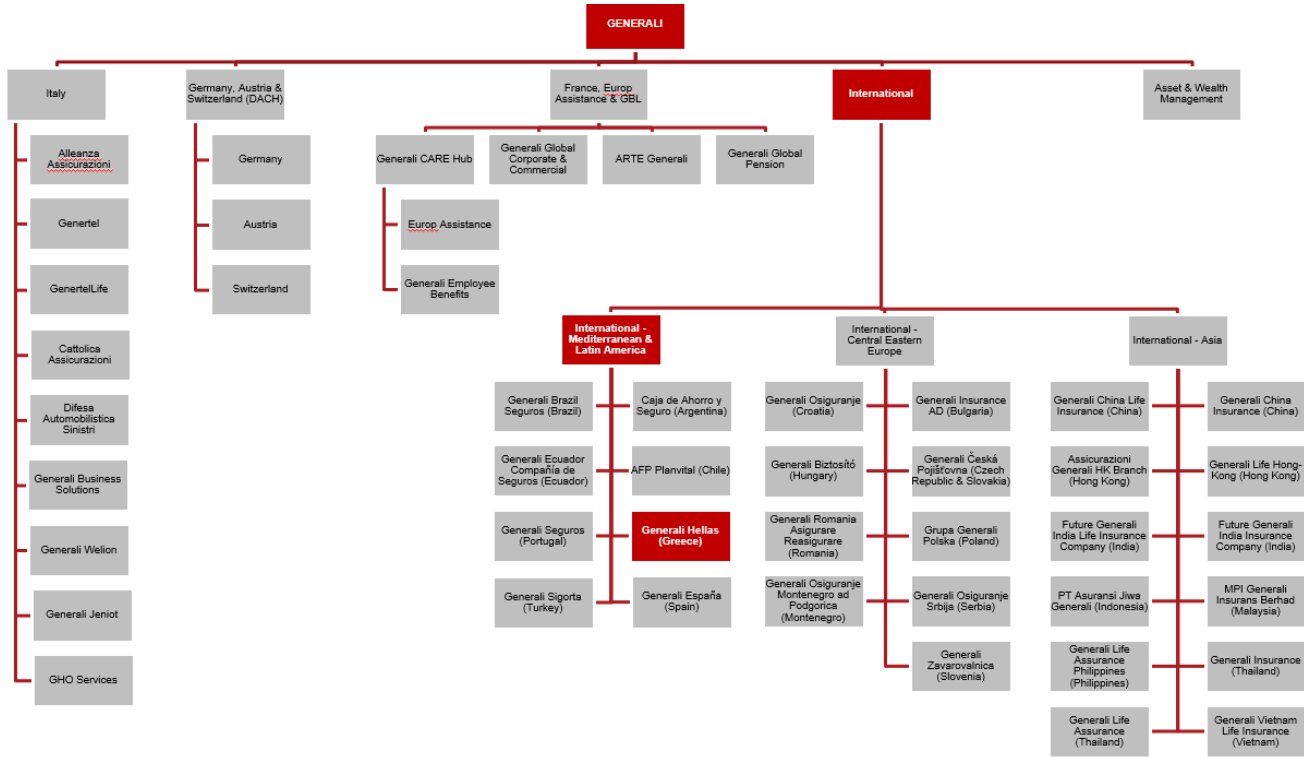 GENERALI
Italy
Germany, Austria &
Switzerland (DACH)
France, Europ
Assistance & GBL
International
Asset & Wealth
Management
Alleanza
Assicurazioni
Genertel
GenertelLife
Cattolica
Assicurazioni
Difesa
Automobilistica
Sinistri
Generali Business
Solutions
Generali Welion
Generali Jeniot
GHO Services
Germany
Austria
Switzerland
Generali CARE Hub
Generali Global
Corporate &
Commercial
ARTE Generali
Generali Global
Pension
Europ Assistance
Generali Employee
Benefits
International -
Mediterranean &
Latin America
International -
Central Eastern
Europe
International - Asia
Generali Brazil
Seguros (Brazil)
Caja de Ahorro y
Seguro (Argentina)
Generali Ecuador
Compañía de
Seguros (Ecuador)
AFP Planvital (Chile)
Generali Seguros
(Portugal)
Generali Hellas
(Greece)
Generali Sigorta
(Turkey)
Generali España
(Spain)
Generali Osiguranje
(Croatia)
Generali Insurance
AD (Bulgaria)
Generali Biztosító
(Hungary)
Generali Česká
Pojišťovna (Czech
Republic & Slovakia)
Generali Romania
Asigurare
Reasigurare
(Romania)
Grupa Generali
Polska (Poland)
Generali Osiguranje
Montenegro ad
Podgorica
(Montenegro)
Generali Osiguranje
Srbija (Serbia)
Generali
Zavarovalnica
(Slovenia)
Generali China Life
Insurance (China)
Generali China
Insurance (China)
Assicurazioni
Generali HK Branch
(Hong Kong)
Generali Life Hong-
Kong (Hong Kong)
Future Generali
India Life Insurance
Company (India)
Future Generali
India Insurance
Company (India)
PT Asuransi Jiwa
Generali (Indonesia)
MPI Generali
Insurans Berhad
(Malaysia)
Generali Life
Assurance
Philippines
(Philippines)
Generali Insurance
(Thailand)
Generali Life
Assurance
(Thailand)
Generali Vietnam
Life Insurance
(Vietnam)